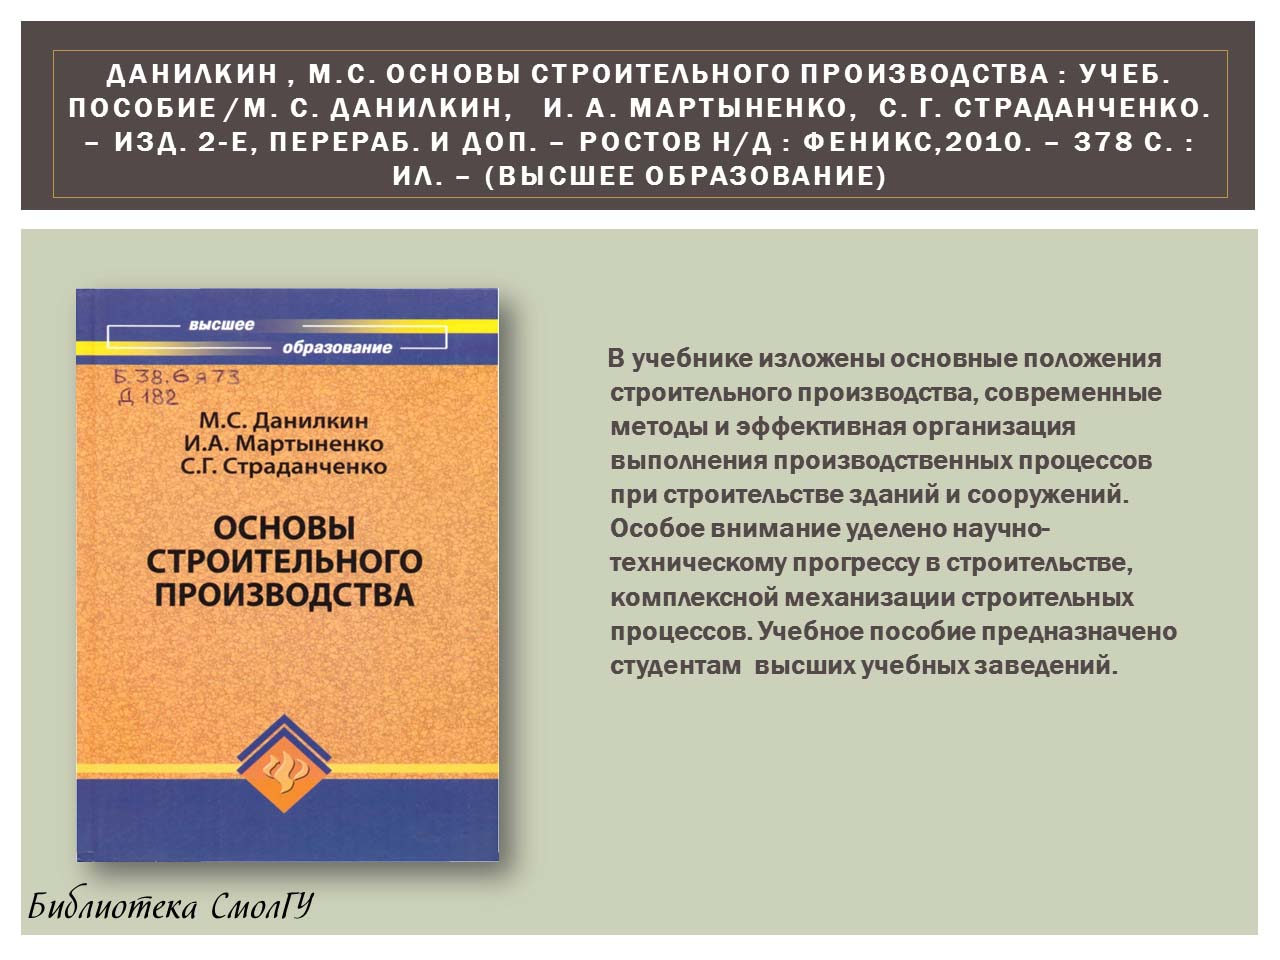 ДАНИЛКИН , М.С. ОСНОВЫ СТРОИТЕЛЬНОГО ПРОИЗВОДСТВА : УЧЕБ.
ПОСОБИЕ /М. С. ДАНИЛКИН, И. А. МАРТЫНЕНКО, С. Г. СТРАДАНЧЕНКО.
– ИЗД. 2-Е, ПЕРЕРАБ. И ДОП. – РОСТОВ Н/Д : ФЕНИКС,2010. – 378 С. :
ИЛ. – (ВЫСШЕЕ ОБРАЗОВАНИЕ)
высшее
образование
Б. 38.6 я 73
Д 182
М.С. Данилкин
И.А. Мартыненко
С.Г. Страданченко
ОСНОВЫ
СТРОИТЕЛЬНОГО
ПРОИЗВОДСТВА
В учебнике изложены основные положения
строительного производства, современные
методы и эффективная организация
выполнения производственных процессов
при строительстве зданий и сооружений.
Особое внимание уделено научно-
техническому прогрессу в строительстве,
комплексной механизации строительных
процессов. Учебное пособие предназначено
студентам высших учебных заведений.
Библиотека СмолГУ